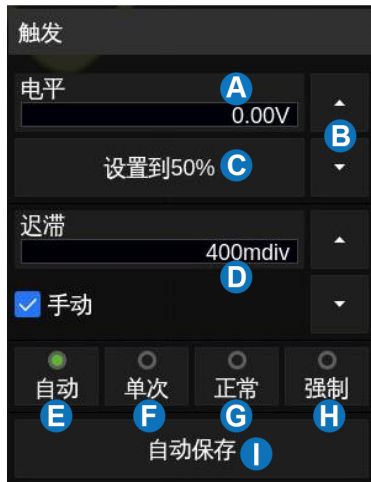 触发
电平
A
0.00V
B
设置到50% C
迟滞
400mdiv
D
手动
自动 单次 正常 强制
E F G H
自动保存 I